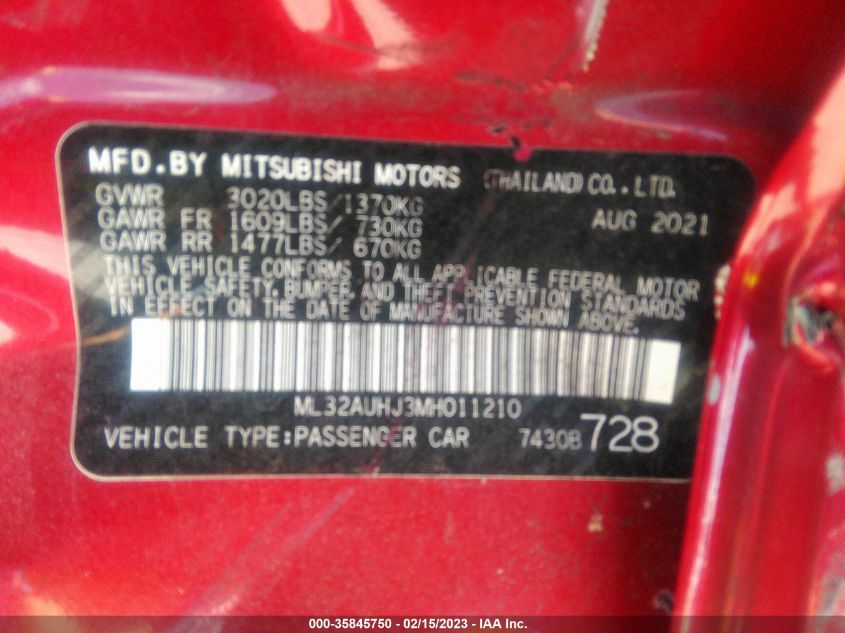 MFD.BY MITSUBISHI MOTORS (THAILAND) CO., LTD.
GVWR 3020LBS/1370KG AUG 2021
GAWR FR 1609LBS/ 730KG
GAWR RR 1477LBS/ 670KG
THIS VEHICLE CONFORMS TO ALL APPLICABLE FEDERAL MOTOR
VEHICLE SAFETY, BUMPER, AND THEFT PREVENTION STANDARDS
IN EFFECT ON THE DATE OF MANUFACTURE SHOWN ABOVE.
ML32AUHJ3MH011210
VEHICLE TYPE:PASSENGER CAR 7430B 728
000-35845750 - 02/15/2023 - IAA Inc.